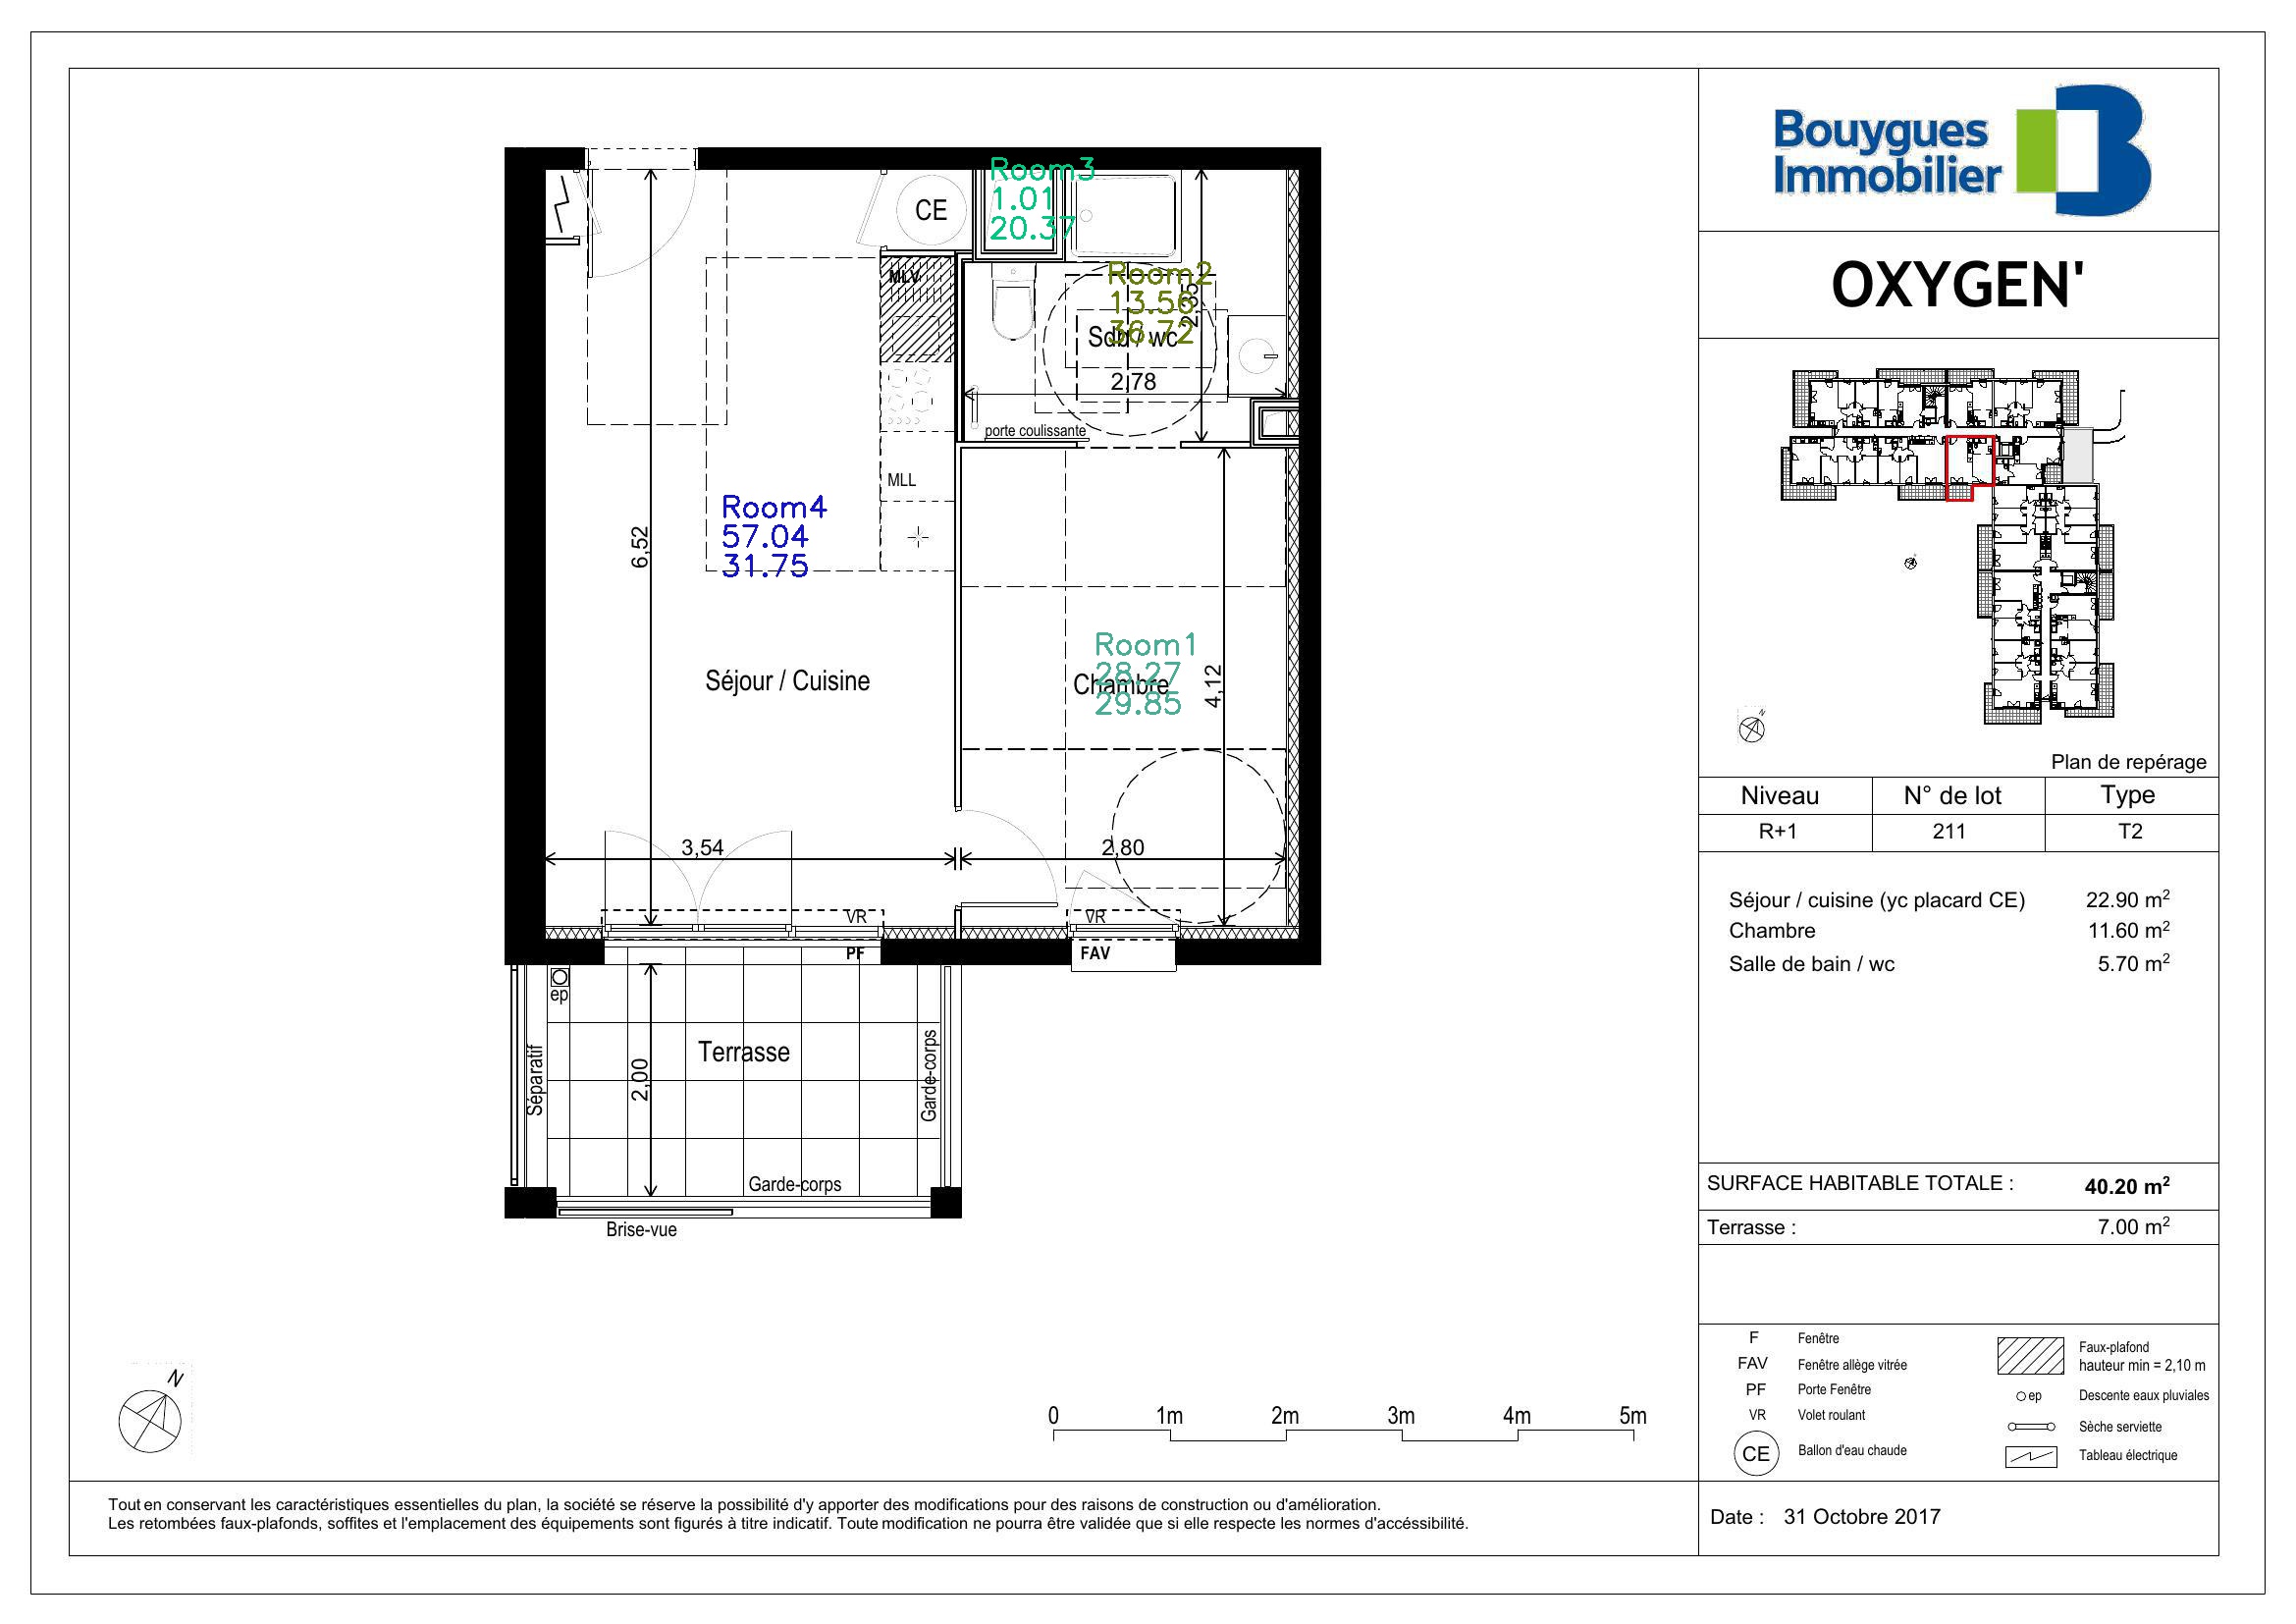 Bouygues
Immobilier
OXYGEN'
N
Plan de repérage
Niveau N° de lot Type
R+1 211 T2
Séjour / cuisine (yc placard CE) 22.90 m²
Chambre 11.60 m²
Salle de bain / wc 5.70 m²
SURFACE HABITABLE TOTALE : 40.20 m²
Terrasse : 7.00 m²
F Fenêtre
FAV Fenêtre allège vitrée
PF Porte Fenêtre
VR Volet roulant
CE Ballon d'eau chaude
Faux-plafond
hauteur min = 2,10 m
ep Descente eaux pluviales
Sèche serviette
Tableau électrique
Date : 31 Octobre 2017
Room3
1.01
20.37
CE
MLV
Room2
13.56
36.72
Sdb / wc
2,55
2,78
porte coulissante
MLL
Room4
57.04
31.75
6,52
Séjour / Cuisine
Room1
28.27
29.85
Chambre
4,12
3,54
2,80
VR
VR
PF
FAV
ep
Terrasse
2,00
Séparatif
Garde-corps
Garde-corps
Brise-vue
N
0 1m 2m 3m 4m 5m
Tout en conservant les caractéristiques essentielles du plan, la société se réserve la possibilité d'y apporter des modifications pour des raisons de construction ou d'amélioration.
Les retombées faux-plafonds, soffites et l'emplacement des équipements sont figurés à titre indicatif. Toute modification ne pourra être validée que si elle respecte les normes d'accéssibilité.